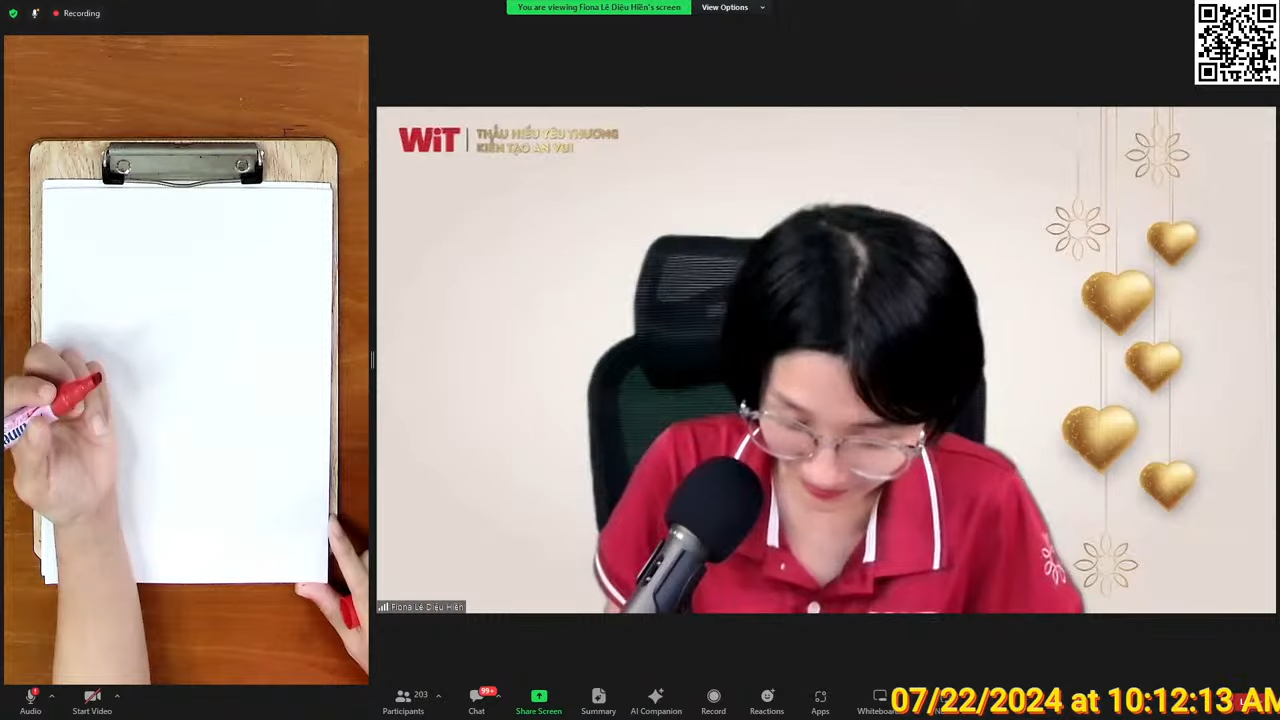 Recording
You are viewing Fiona Lê Diệu Hiền's screen
View Options
WiT
THẤU HIỂU YÊU THƯƠNG
KIẾN TẠO AN VUI
Fiona Lê Diệu Hiền
Audio
Start Video
Participants
203
Chat
99+
Share Screen
Summary
AI Companion
Record
Reactions
Apps
Whiteboard
07/22/2024 at 10:12:13 AM